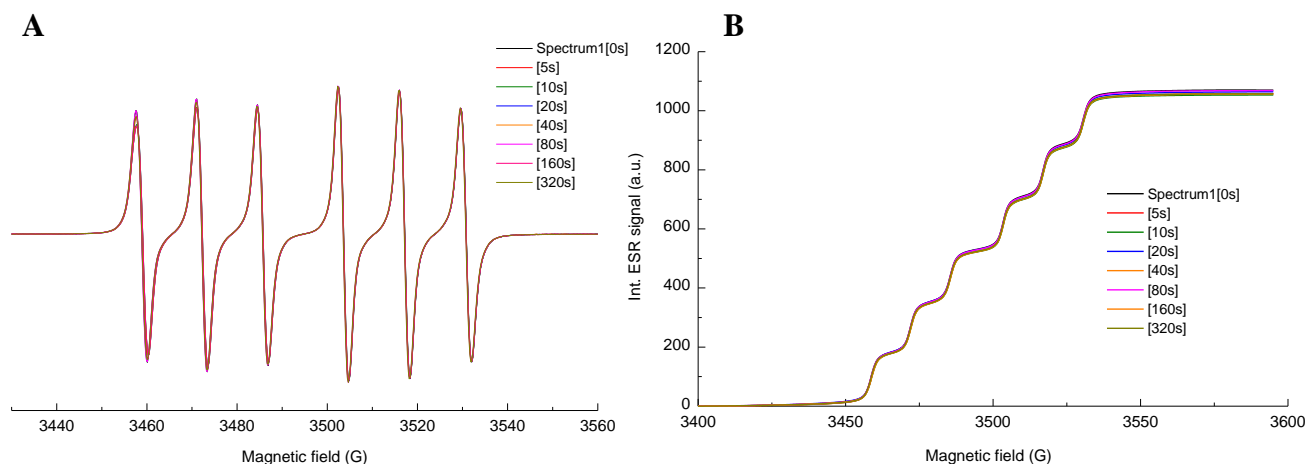 A
Spectrum1[0s]
[5s]
[10s]
[20s]
[40s]
[80s]
[160s]
[320s]
3440 3460 3480 3500 3520 3540 3560
Magnetic field (G)
B
1200
1000
800
600
400
200
0
Int. ESR signal (a.u.)
Spectrum1[0s]
[5s]
[10s]
[20s]
[40s]
[80s]
[160s]
[320s]
3400 3450 3500 3550 3600
Magnetic field (G)